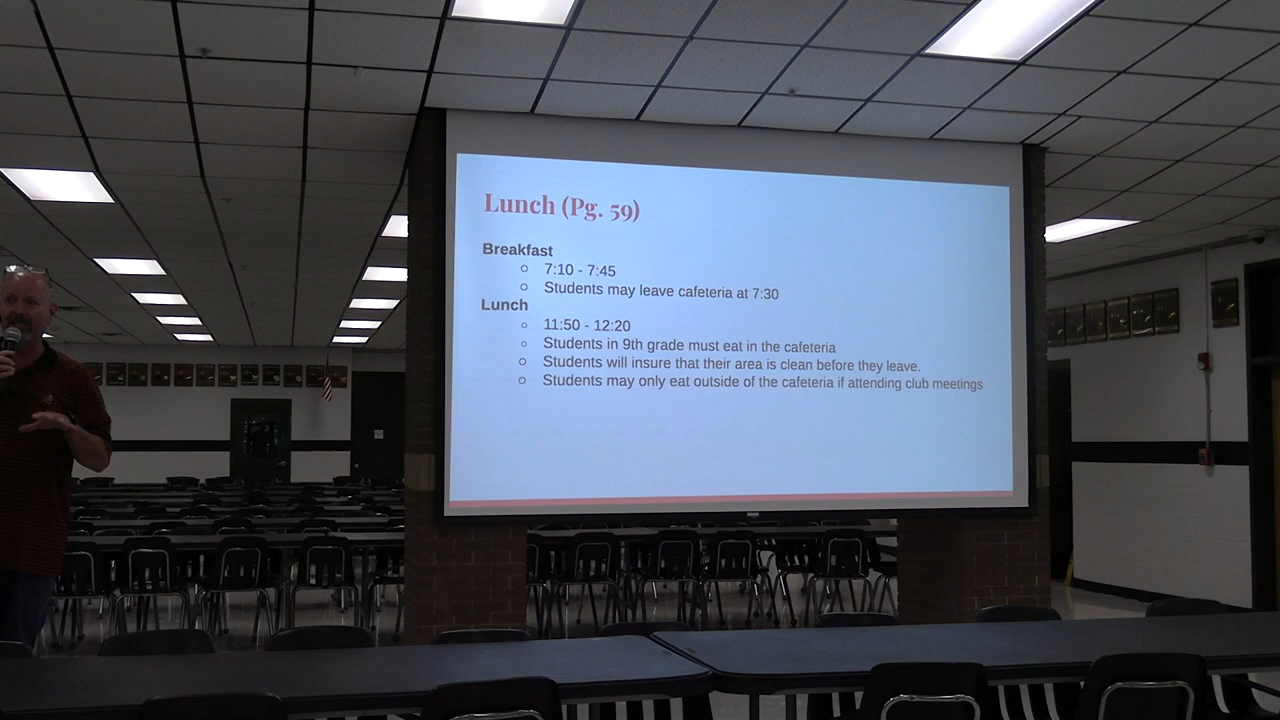 Lunch (Pg. 59)
Breakfast
7:10 - 7:45
Students may leave cafeteria at 7:30
Lunch
11:50 - 12:20
Students in 9th grade must eat in the cafeteria
Students will insure that their area is clean before they leave.
Students may only eat outside of the cafeteria if attending club meetings